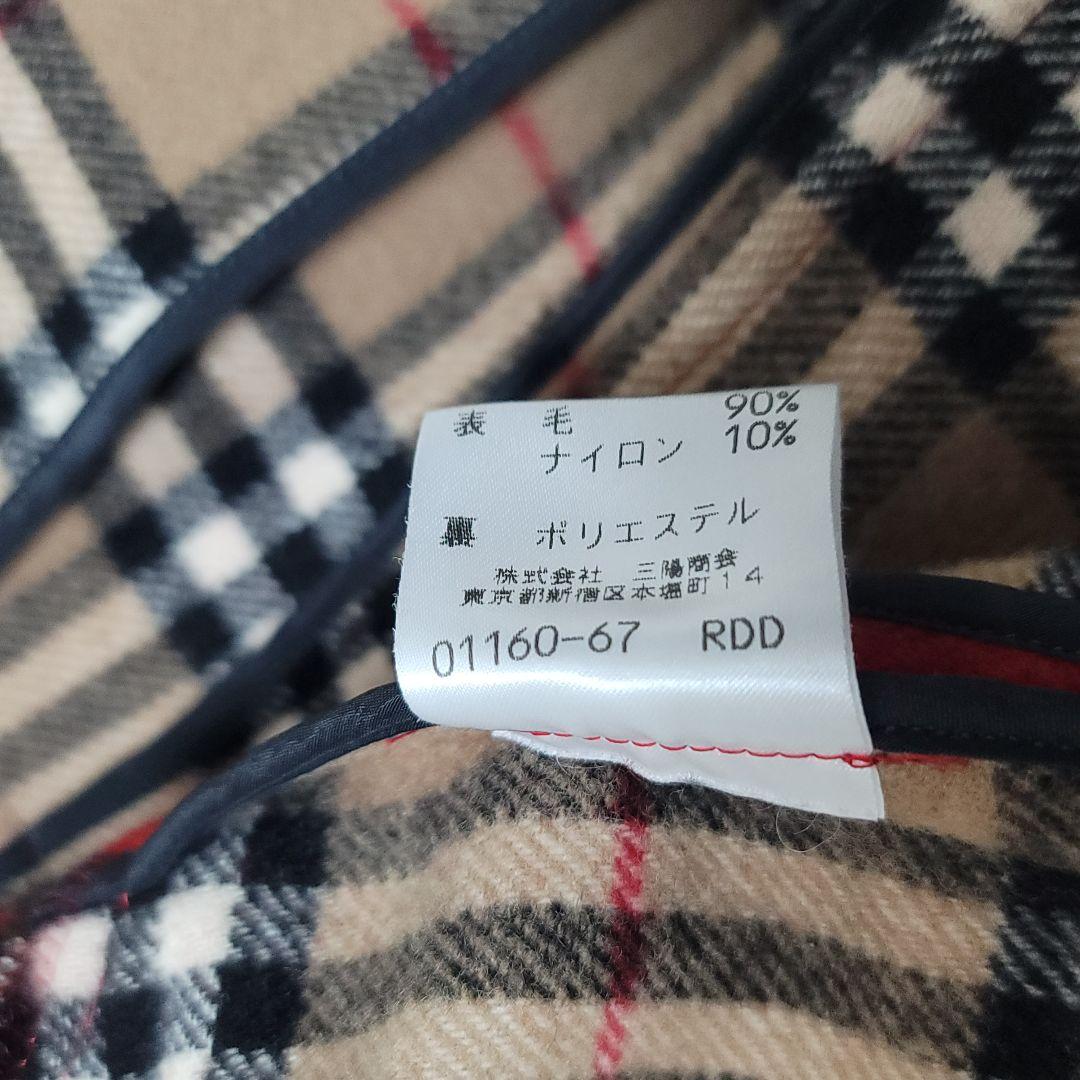 表 毛 90%
ナイロン 10%
裏 ポリエステル
株式会社 三陽商会
東京都新宿区本塩町14
01160-67 RDD